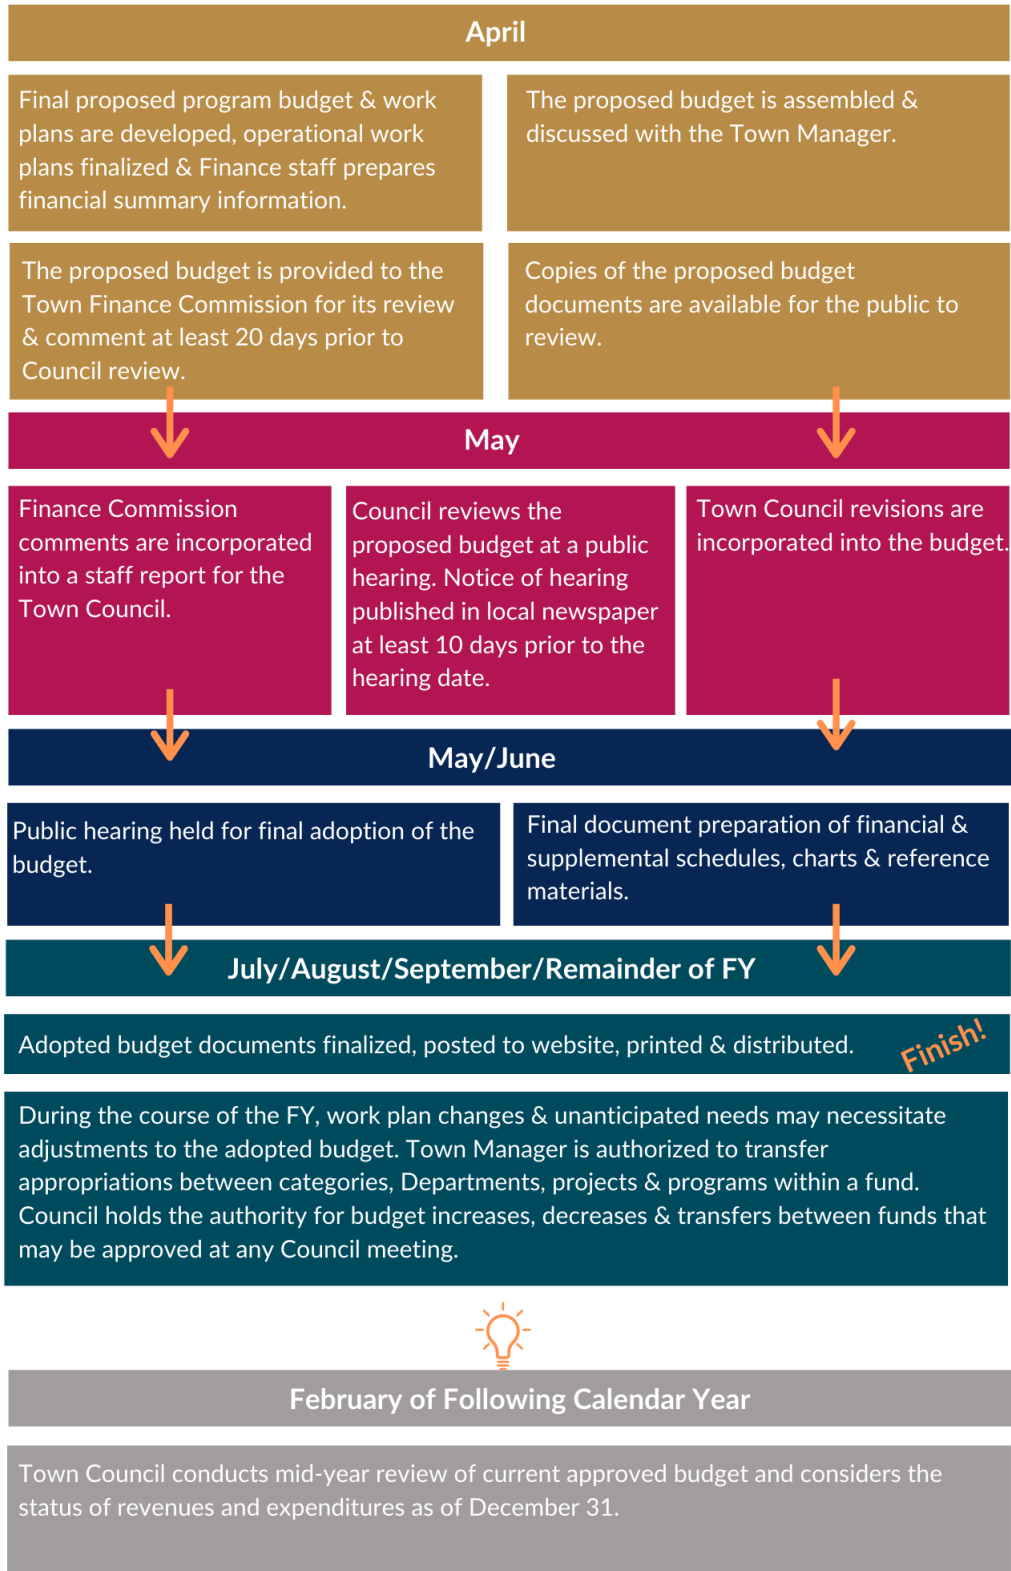 April
Final proposed program budget & work
plans are developed, operational work
plans finalized & Finance staff prepares
financial summary information.
The proposed budget is assembled &
discussed with the Town Manager.
The proposed budget is provided to the
Town Finance Commission for its review
& comment at least 20 days prior to
Council review.
Copies of the proposed budget
documents are available for the public to
review.
May
Finance Commission
comments are incorporated
into a staff report for the
Town Council.
Council reviews the
proposed budget at a public
hearing. Notice of hearing
published in local newspaper
at least 10 days prior to the
hearing date.
Town Council revisions are
incorporated into the budget.
May/June
Public hearing held for final adoption of the
budget.
Final document preparation of financial &
supplemental schedules, charts & reference
materials.
July/August/September/Remainder of FY
Adopted budget documents finalized, posted to website, printed & distributed.
Finish!
During the course of the FY, work plan changes & unanticipated needs may necessitate
adjustments to the adopted budget. Town Manager is authorized to transfer
appropriations between categories, Departments, projects & programs within a fund.
Council holds the authority for budget increases, decreases & transfers between funds that
may be approved at any Council meeting.
February of Following Calendar Year
Town Council conducts mid-year review of current approved budget and considers the
status of revenues and expenditures as of December 31.